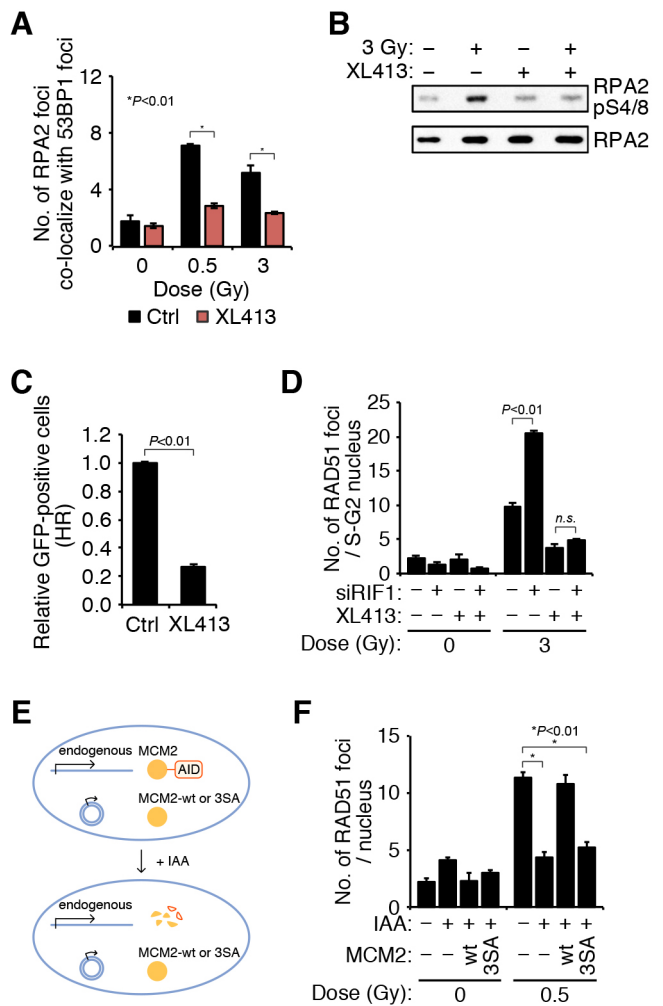 A
No. of RPA2 foci
co-localize with 53BP1 foci
12
8
4
0
*P<0.01
*
*
0 0.5 3
Dose (Gy)
Ctrl XL413
B
3 Gy: – + – +
XL413: – – + +
RPA2
pS4/8
RPA2
C
Relative GFP-positive cells
(HR)
1.2
1.0
0.8
0.6
0.4
0.2
0.0
P<0.01
Ctrl XL413
D
No. of RAD51 foci
/ S-G2 nucleus
25
20
15
10
5
0
P<0.01
n.s.
siRIF1: – + – + – + – +
XL413: – – + + – – + +
Dose (Gy): 0 3
E
endogenous MCM2
AID
MCM2-wt or 3SA
+ IAA
endogenous
MCM2-wt or 3SA
F
No. of RAD51 foci
/ nucleus
15
10
5
0
*P<0.01
*
*
IAA: – + + + – + + +
MCM2: – – wt 3SA – – wt 3SA
Dose (Gy): 0 0.5